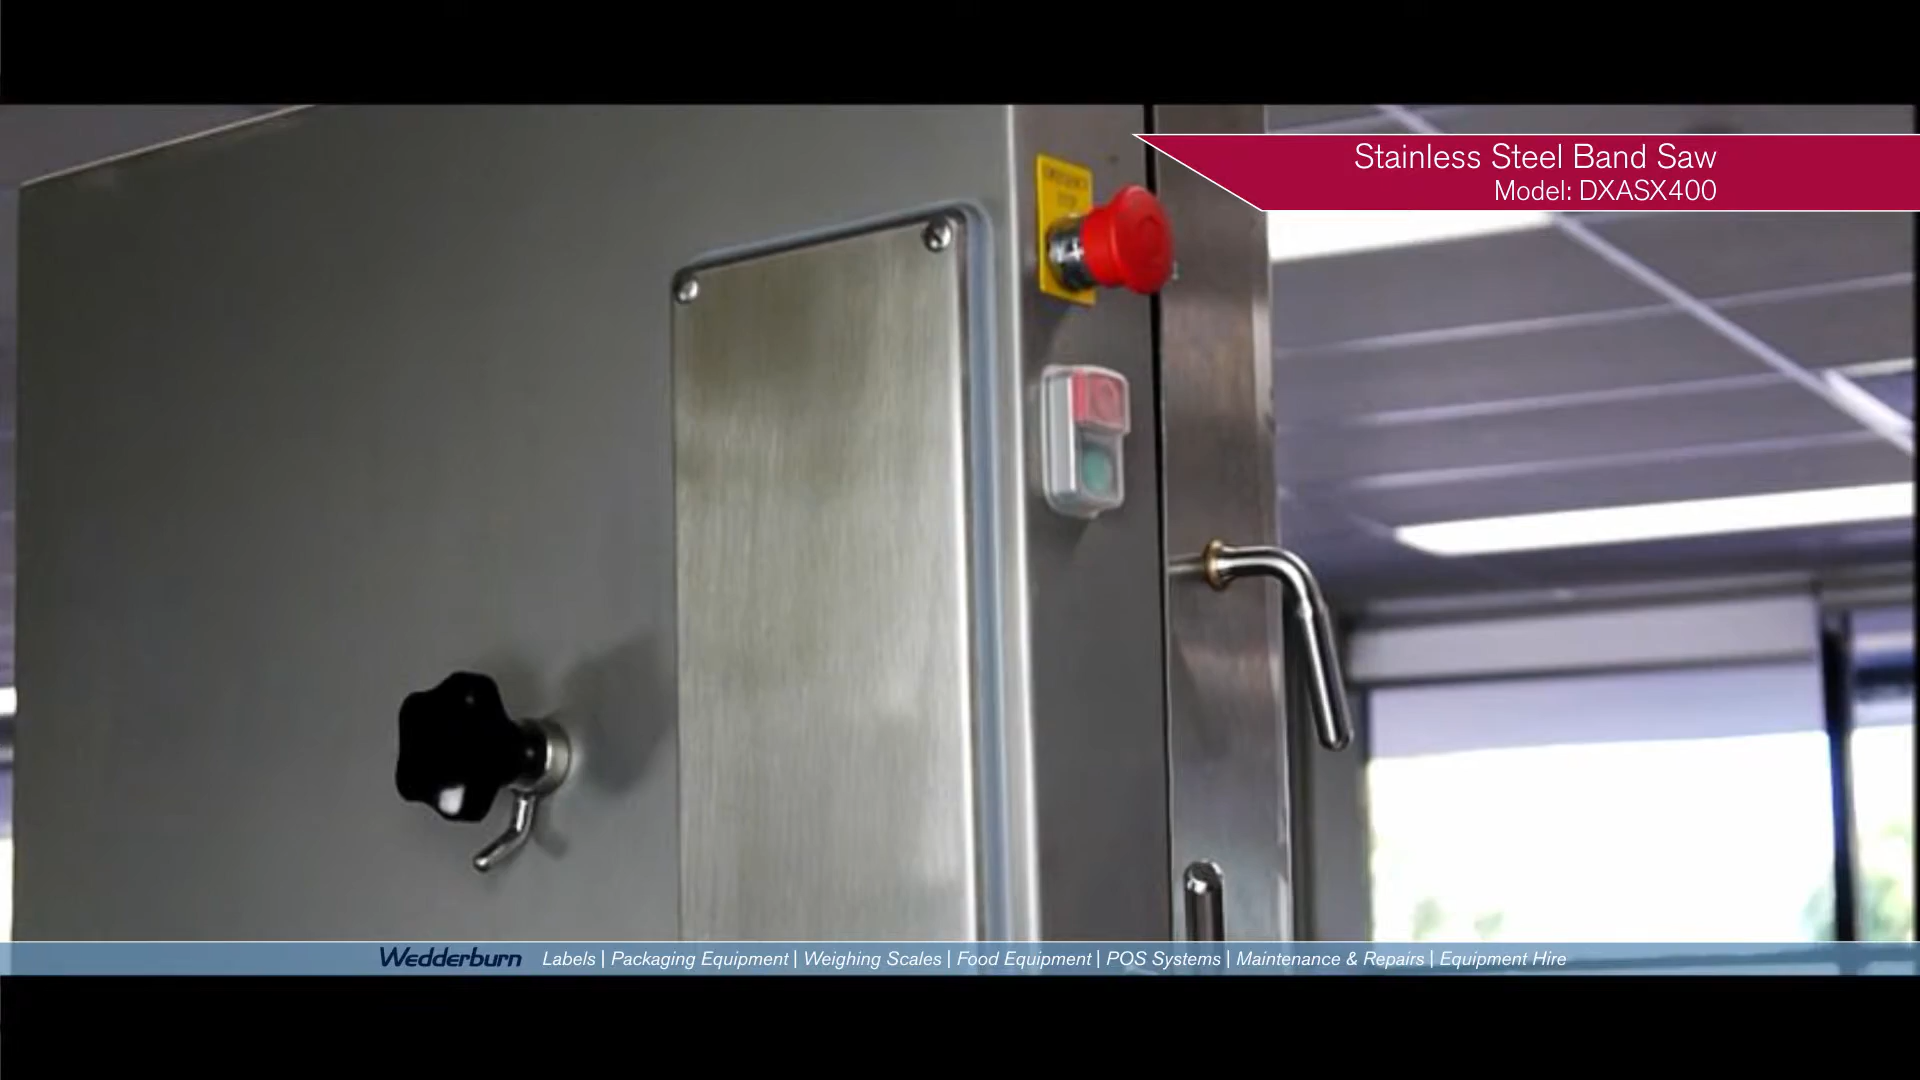 Stainless Steel Band Saw
Model: DXASX400
Wedderburn Labels | Packaging Equipment | Weighing Scales | Food Equipment | POS Systems | Maintenance & Repairs | Equipment Hire